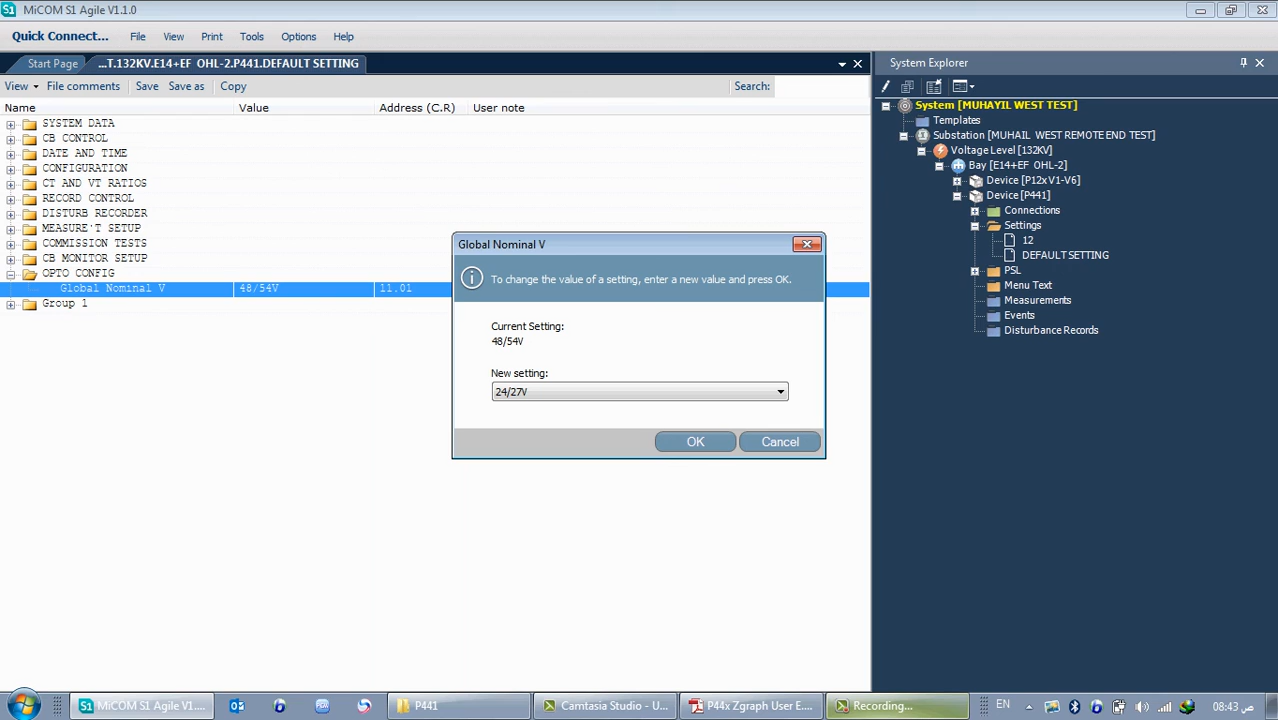 S1 MiCOM S1 Agile V1.1.0
Quick Connect... File View Print Tools Options Help
Start Page ...T.132KV.E14+EF OHL-2.P441.DEFAULT SETTING
View File comments Save Save as Copy Search:
Name Value Address (C.R) User note
SYSTEM DATA
CB CONTROL
DATE AND TIME
CONFIGURATION
CT AND VT RATIOS
RECORD CONTROL
DISTURB RECORDER
MEASURE'T SETUP
COMMISSION TESTS
CB MONITOR SETUP
OPTO CONFIG
Global Nominal V 48/54V 11.01
Group 1
Global Nominal V
To change the value of a setting, enter a new value and press OK.
Current Setting:
48/54V
New setting:
24/27V
OK Cancel
System Explorer
System [MUHAYIL WEST TEST]
Templates
Substation [MUHAIL WEST REMOTE END TEST]
Voltage Level [132KV]
Bay [E14+EF OHL-2]
Device [P12x V1-V6]
Device [P441]
Connections
Settings
12
DEFAULT SETTING
PSL
Menu Text
Measurements
Events
Disturbance Records
S1 MiCOM S1 Agile V1.... P441 Camtasia Studio - U... P44x Zgraph User E... Recording... EN 08:43 ص